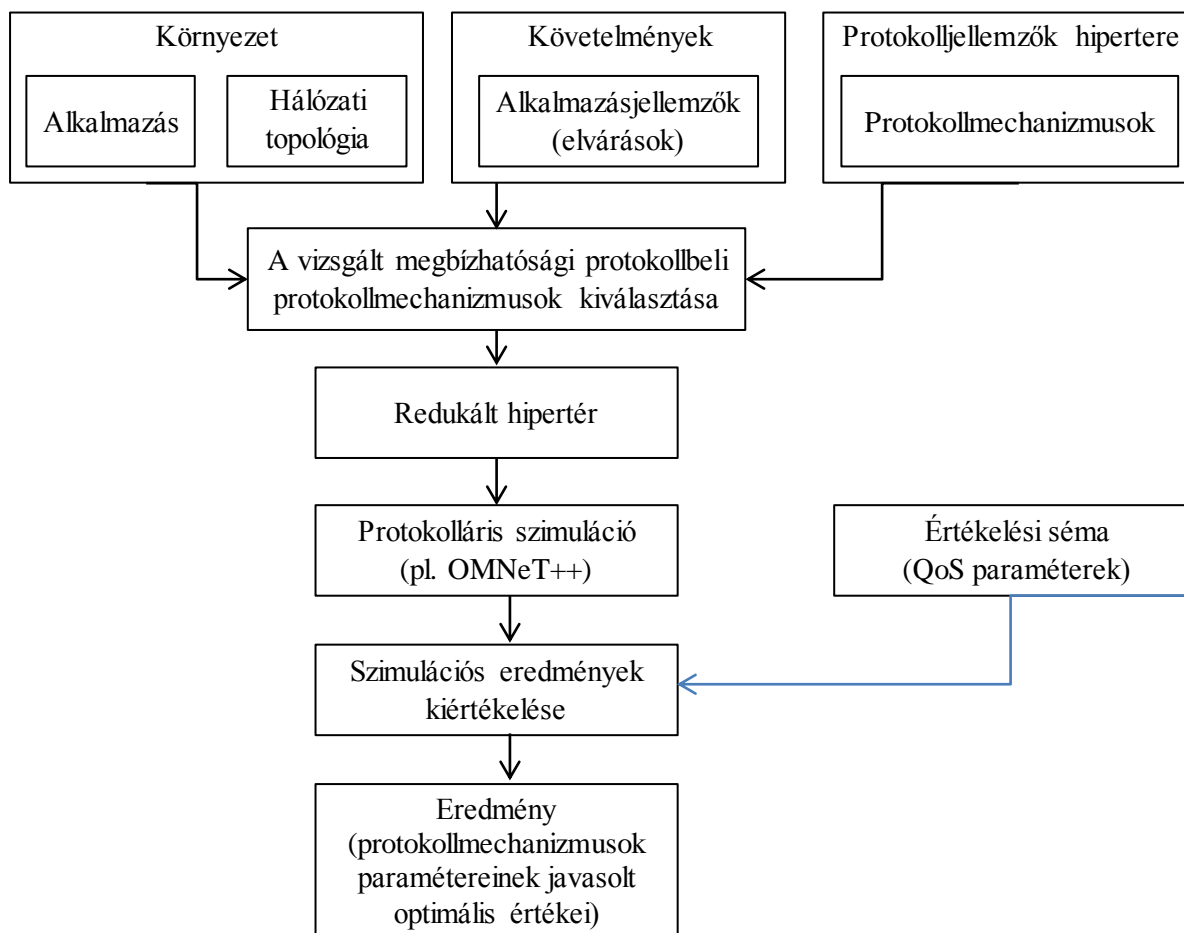 Környezet
Alkalmazás
Hálózati
topológia
Követelmények
Alkalmazásjellemzők
(elvárások)
Protokolljellemzők hipertere
Protokollmechanizmusok
A vizsgált megbízhatósági protokollbeli
protokollmechanizmusok kiválasztása
Redukált hipertér
Protokolláris szimuláció
(pl. OMNeT++)
Értékelési séma
(QoS paraméterek)
Szimulációs eredmények
kiértékelése
Eredmény
(protokollmechanizmusok
paramétereinek javasolt
optimális értékei)